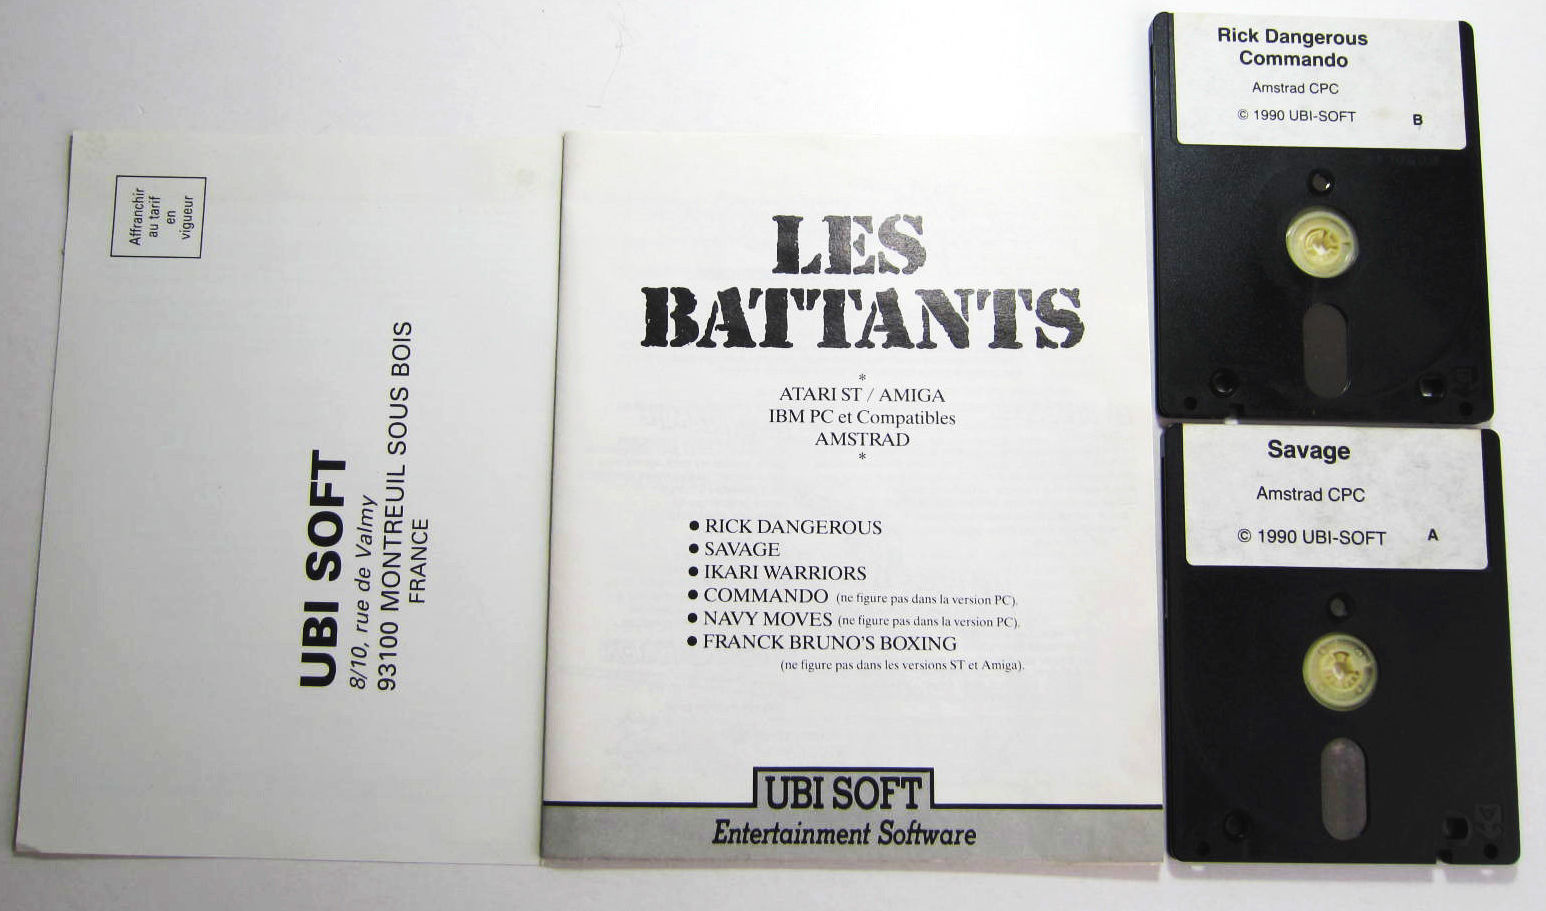 Affranchir
au tarif
en
vigueur
UBI SOFT
8/10, rue de Valmy
93100 MONTREUIL SOUS BOIS
FRANCE
LES
BATTANTS
*
ATARI ST / AMIGA
IBM PC et Compatibles
AMSTRAD
*
● RICK DANGEROUS
● SAVAGE
● IKARI WARRIORS
● COMMANDO (ne figure pas dans la version PC).
● NAVY MOVES (ne figure pas dans la version PC).
● FRANCK BRUNO'S BOXING
(ne figure pas dans les versions ST et Amiga).
UBI SOFT
Entertainment Software
Rick Dangerous
Commando
Amstrad CPC
© 1990 UBI-SOFT B
Savage
Amstrad CPC
© 1990 UBI-SOFT A